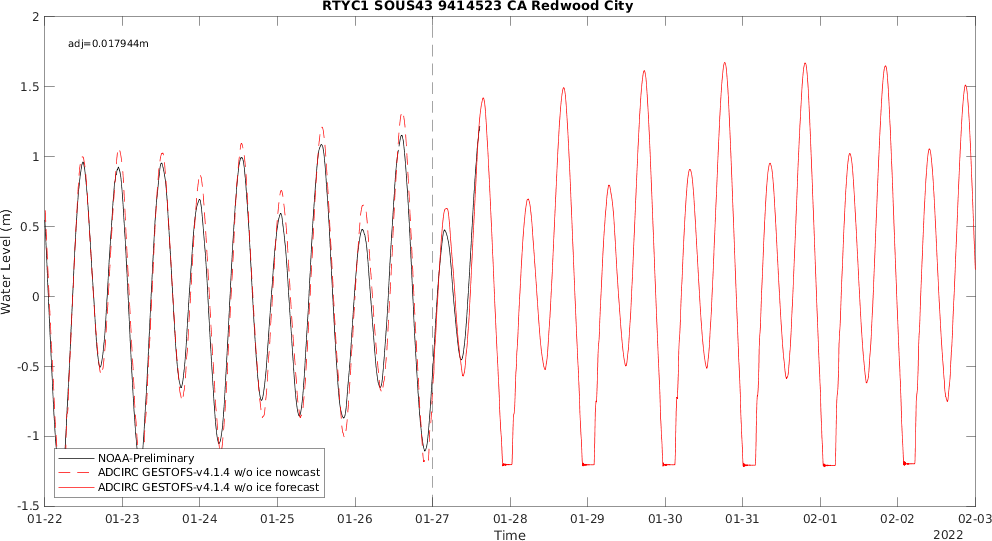 RTYC1 SOUS43 9414523 CA Redwood City
adj=0.017944m
2
1.5
1
0.5
0
-0.5
-1
-1.5
Water Level (m)
NOAA-Preliminary
ADCIRC GESTOFS-v4.1.4 w/o ice nowcast
ADCIRC GESTOFS-v4.1.4 w/o ice forecast
01-22 01-23 01-24 01-25 01-26 01-27 01-28 01-29 01-30 01-31 02-01 02-02 02-03
Time
2022